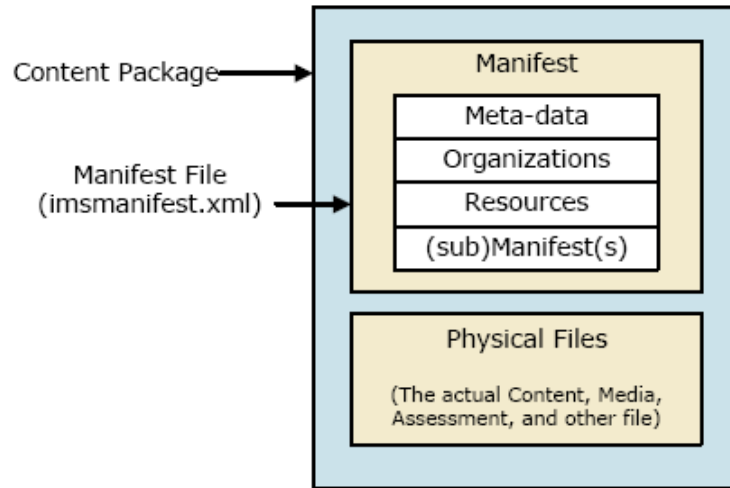 Content Package
Manifest
Meta-data
Organizations
Resources
(sub)Manifest(s)
Manifest File
(imsmanifest.xml)
Physical Files
(The actual Content, Media,
Assessment, and other file)